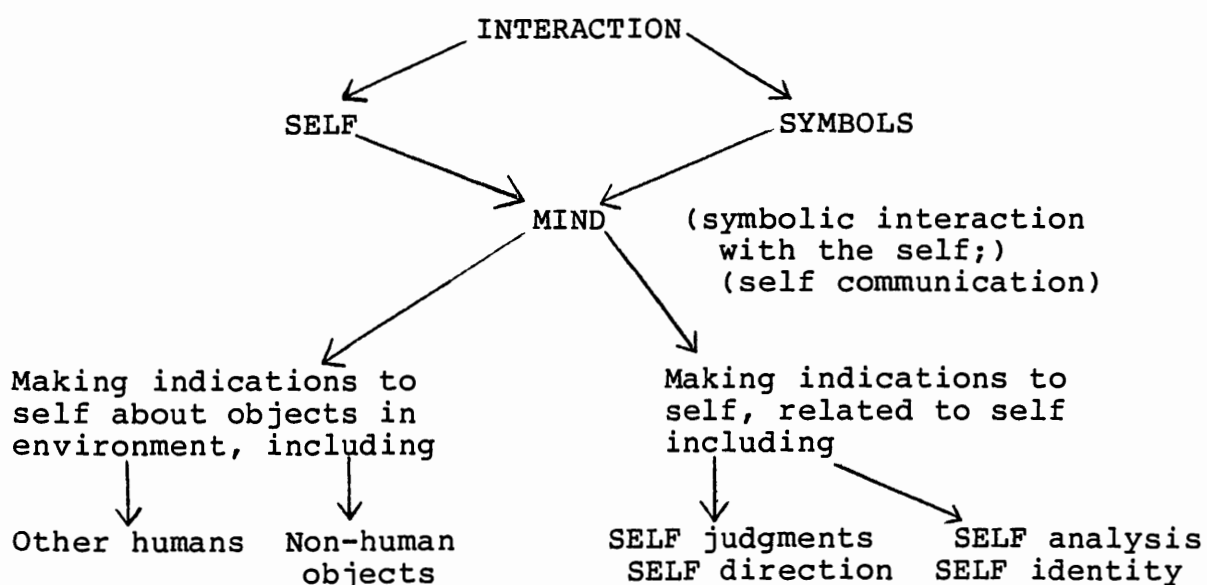 INTERACTION
SELF
SYMBOLS
MIND
(symbolic interaction
with the self;)
(self communication)
Making indications to
self about objects in
environment, including
Making indications to
self, related to self
including
Other humans
Non-human
objects
SELF judgments
SELF direction
SELF analysis
SELF identity